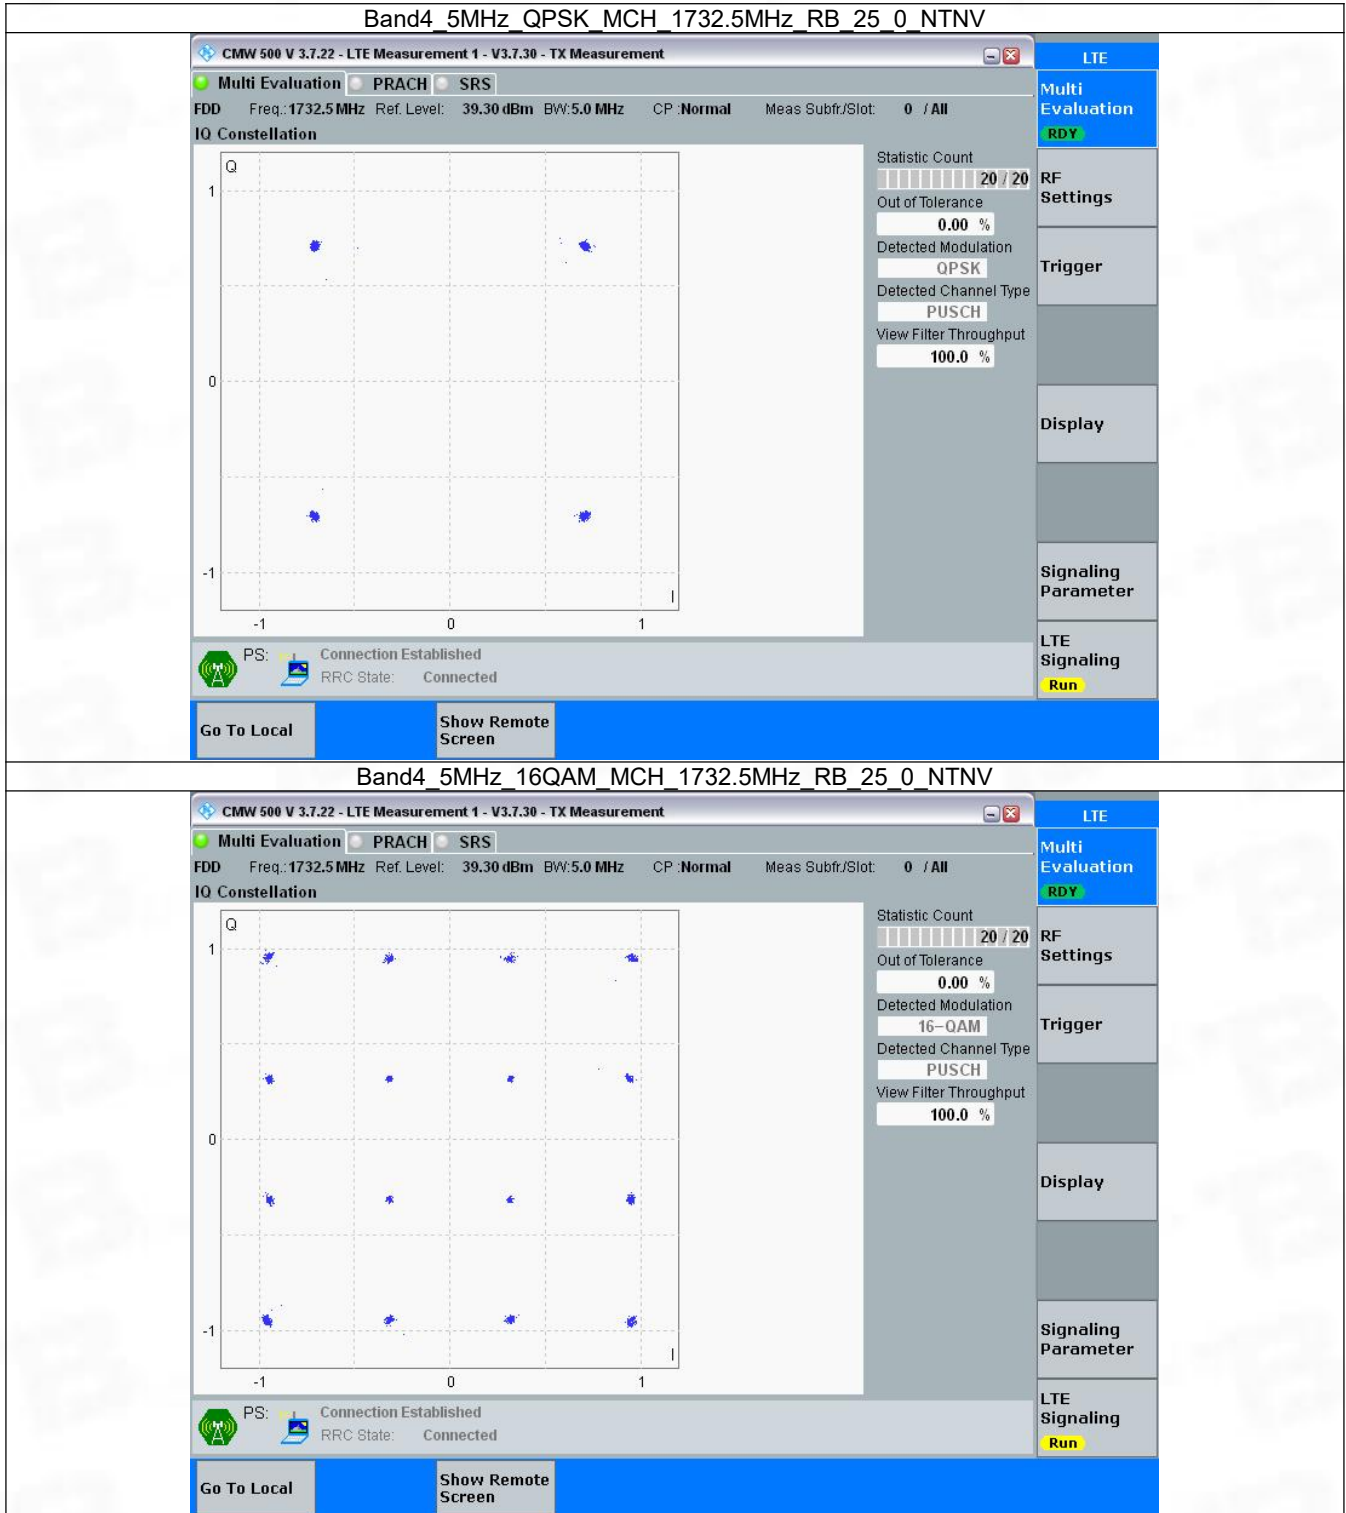 Band4_5MHz_QPSK_MCH_1732.5MHz_RB_25_0_NTNV
CMW 500 V 3.7.22 - LTE Measurement 1 - V3.7.30 - TX Measurement
LTE
Multi Evaluation PRACH SRS
Multi
Evaluation
RDY
FDD Freq.: 1732.5 MHz Ref. Level: 39.30 dBm BW: 5.0 MHz CP : Normal Meas Subfr./Slot: 0 / All
IQ Constellation
Q
1
0
-1
I
-1 0 1
Statistic Count
20 / 20
Out of Tolerance
0.00 %
Detected Modulation
QPSK
Detected Channel Type
PUSCH
View Filter Throughput
100.0 %
RF
Settings
Trigger
Display
Signaling
Parameter
LTE
Signaling
Run
PS: Connection Established
RRC State: Connected
Go To Local
Show Remote
Screen
Band4_5MHz_16QAM_MCH_1732.5MHz_RB_25_0_NTNV
CMW 500 V 3.7.22 - LTE Measurement 1 - V3.7.30 - TX Measurement
LTE
Multi Evaluation PRACH SRS
Multi
Evaluation
RDY
FDD Freq.: 1732.5 MHz Ref. Level: 39.30 dBm BW: 5.0 MHz CP : Normal Meas Subfr./Slot: 0 / All
IQ Constellation
Q
1
0
-1
I
-1 0 1
Statistic Count
20 / 20
Out of Tolerance
0.00 %
Detected Modulation
16-QAM
Detected Channel Type
PUSCH
View Filter Throughput
100.0 %
RF
Settings
Trigger
Display
Signaling
Parameter
LTE
Signaling
Run
PS: Connection Established
RRC State: Connected
Go To Local
Show Remote
Screen